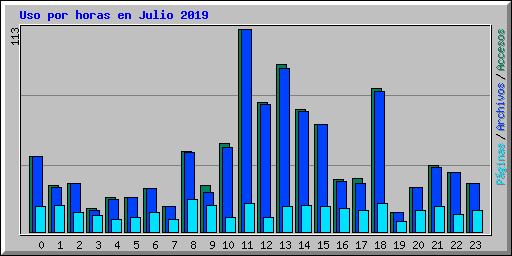 Uso por horas en Julio 2019
113
Páginas / Archivos / Accesos
0 1 2 3 4 5 6 7 8 9 10 11 12 13 14 15 16 17 18 19 20 21 22 23